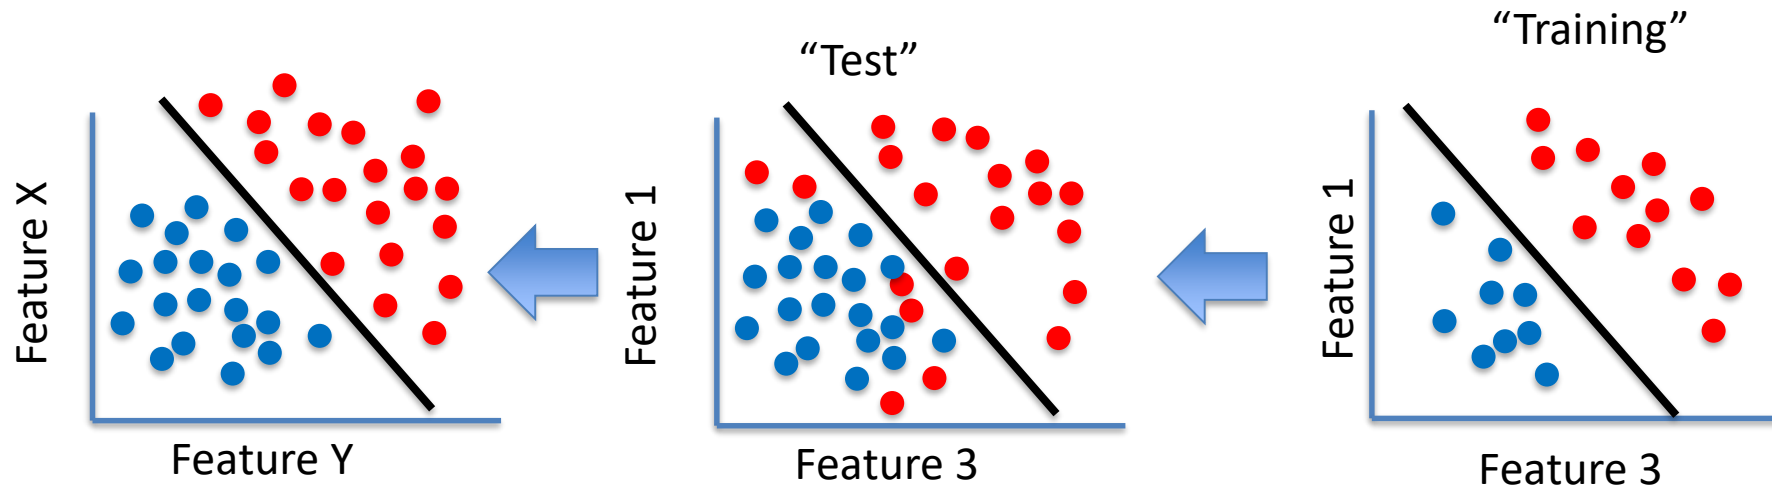 Feature X
Feature Y
“Test”
Feature 1
Feature 3
“Training”
Feature 1
Feature 3